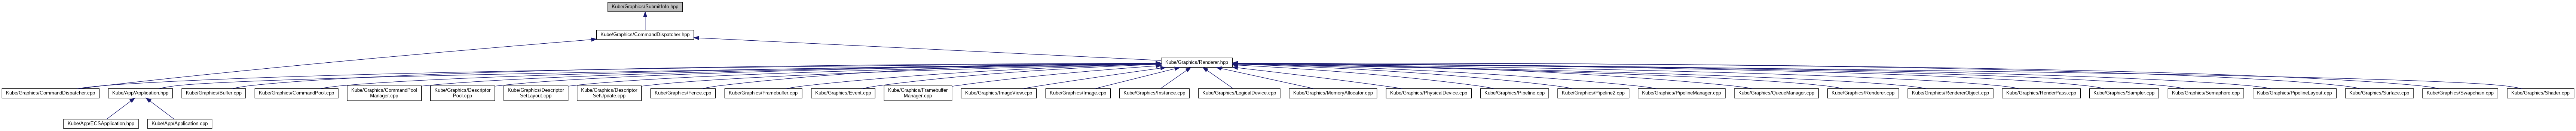 Kube/Graphics/SubmitInfo.hpp
Kube/Graphics/CommandDispatcher.hpp
Kube/Graphics/Renderer.hpp
Kube/Graphics/CommandDispatcher.cpp
Kube/App/Application.hpp
Kube/Graphics/Buffer.cpp
Kube/Graphics/CommandPool.cpp
Kube/Graphics/CommandPool
Manager.cpp
Kube/Graphics/Descriptor
Pool.cpp
Kube/Graphics/Descriptor
SetLayout.cpp
Kube/Graphics/Descriptor
SetUpdate.cpp
Kube/Graphics/Fence.cpp
Kube/Graphics/Framebuffer.cpp
Kube/Graphics/Event.cpp
Kube/Graphics/Framebuffer
Manager.cpp
Kube/Graphics/ImageView.cpp
Kube/Graphics/Image.cpp
Kube/Graphics/Instance.cpp
Kube/Graphics/LogicalDevice.cpp
Kube/Graphics/MemoryAllocator.cpp
Kube/Graphics/PhysicalDevice.cpp
Kube/Graphics/Pipeline.cpp
Kube/Graphics/Pipeline2.cpp
Kube/Graphics/PipelineManager.cpp
Kube/Graphics/QueueManager.cpp
Kube/Graphics/Renderer.cpp
Kube/Graphics/RendererObject.cpp
Kube/Graphics/RenderPass.cpp
Kube/Graphics/Sampler.cpp
Kube/Graphics/Semaphore.cpp
Kube/Graphics/PipelineLayout.cpp
Kube/Graphics/Surface.cpp
Kube/Graphics/Swapchain.cpp
Kube/Graphics/Shader.cpp
Kube/App/ECSApplication.hpp
Kube/App/Application.cpp